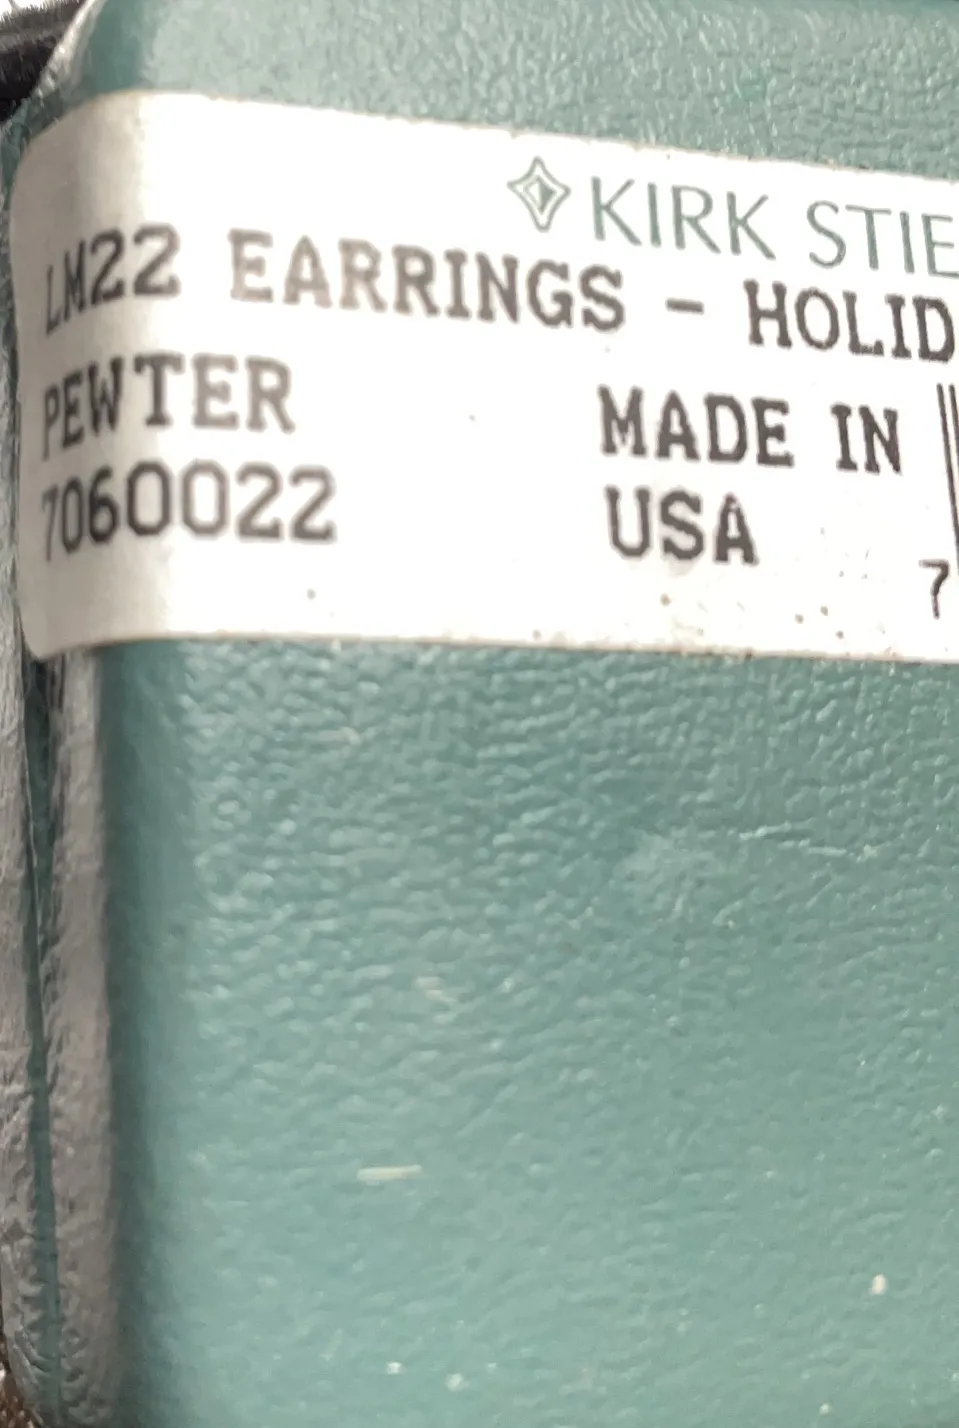 KIRK STIE
LM22 EARRINGS - HOLID
PEWTER
MADE IN
7060022
USA
7